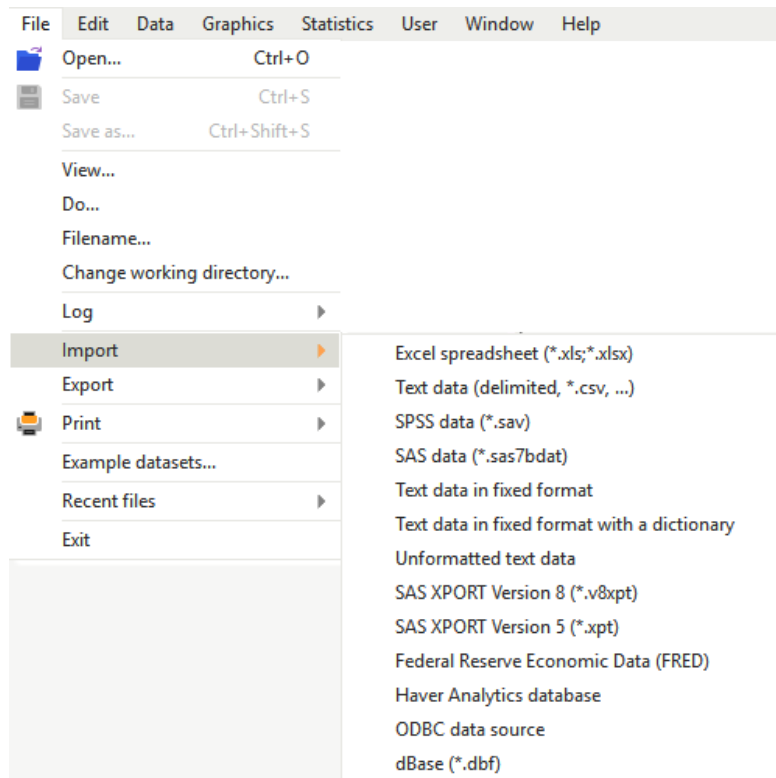 File Edit Data Graphics Statistics User Window Help
Open... Ctrl+O
Save Ctrl+S
Save as... Ctrl+Shift+S
View...
Do...
Filename...
Change working directory...
Log
Import
Export
Print
Example datasets...
Recent files
Exit
Excel spreadsheet (*.xls;*.xlsx)
Text data (delimited, *.csv, ...)
SPSS data (*.sav)
SAS data (*.sas7bdat)
Text data in fixed format
Text data in fixed format with a dictionary
Unformatted text data
SAS XPORT Version 8 (*.v8xpt)
SAS XPORT Version 5 (*.xpt)
Federal Reserve Economic Data (FRED)
Haver Analytics database
ODBC data source
dBase (*.dbf)